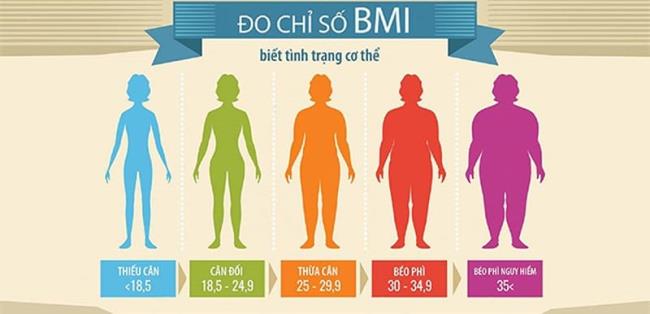 ĐO CHỈ SỐ BMI
biết tình trạng cơ thể
THIẾU CÂN
<18,5
CÂN ĐỐI
18,5 - 24,9
THỪA CÂN
25 - 29,9
BÉO PHÌ
30 - 34,9
BÉO PHÌ NGUY HIỂM
35<